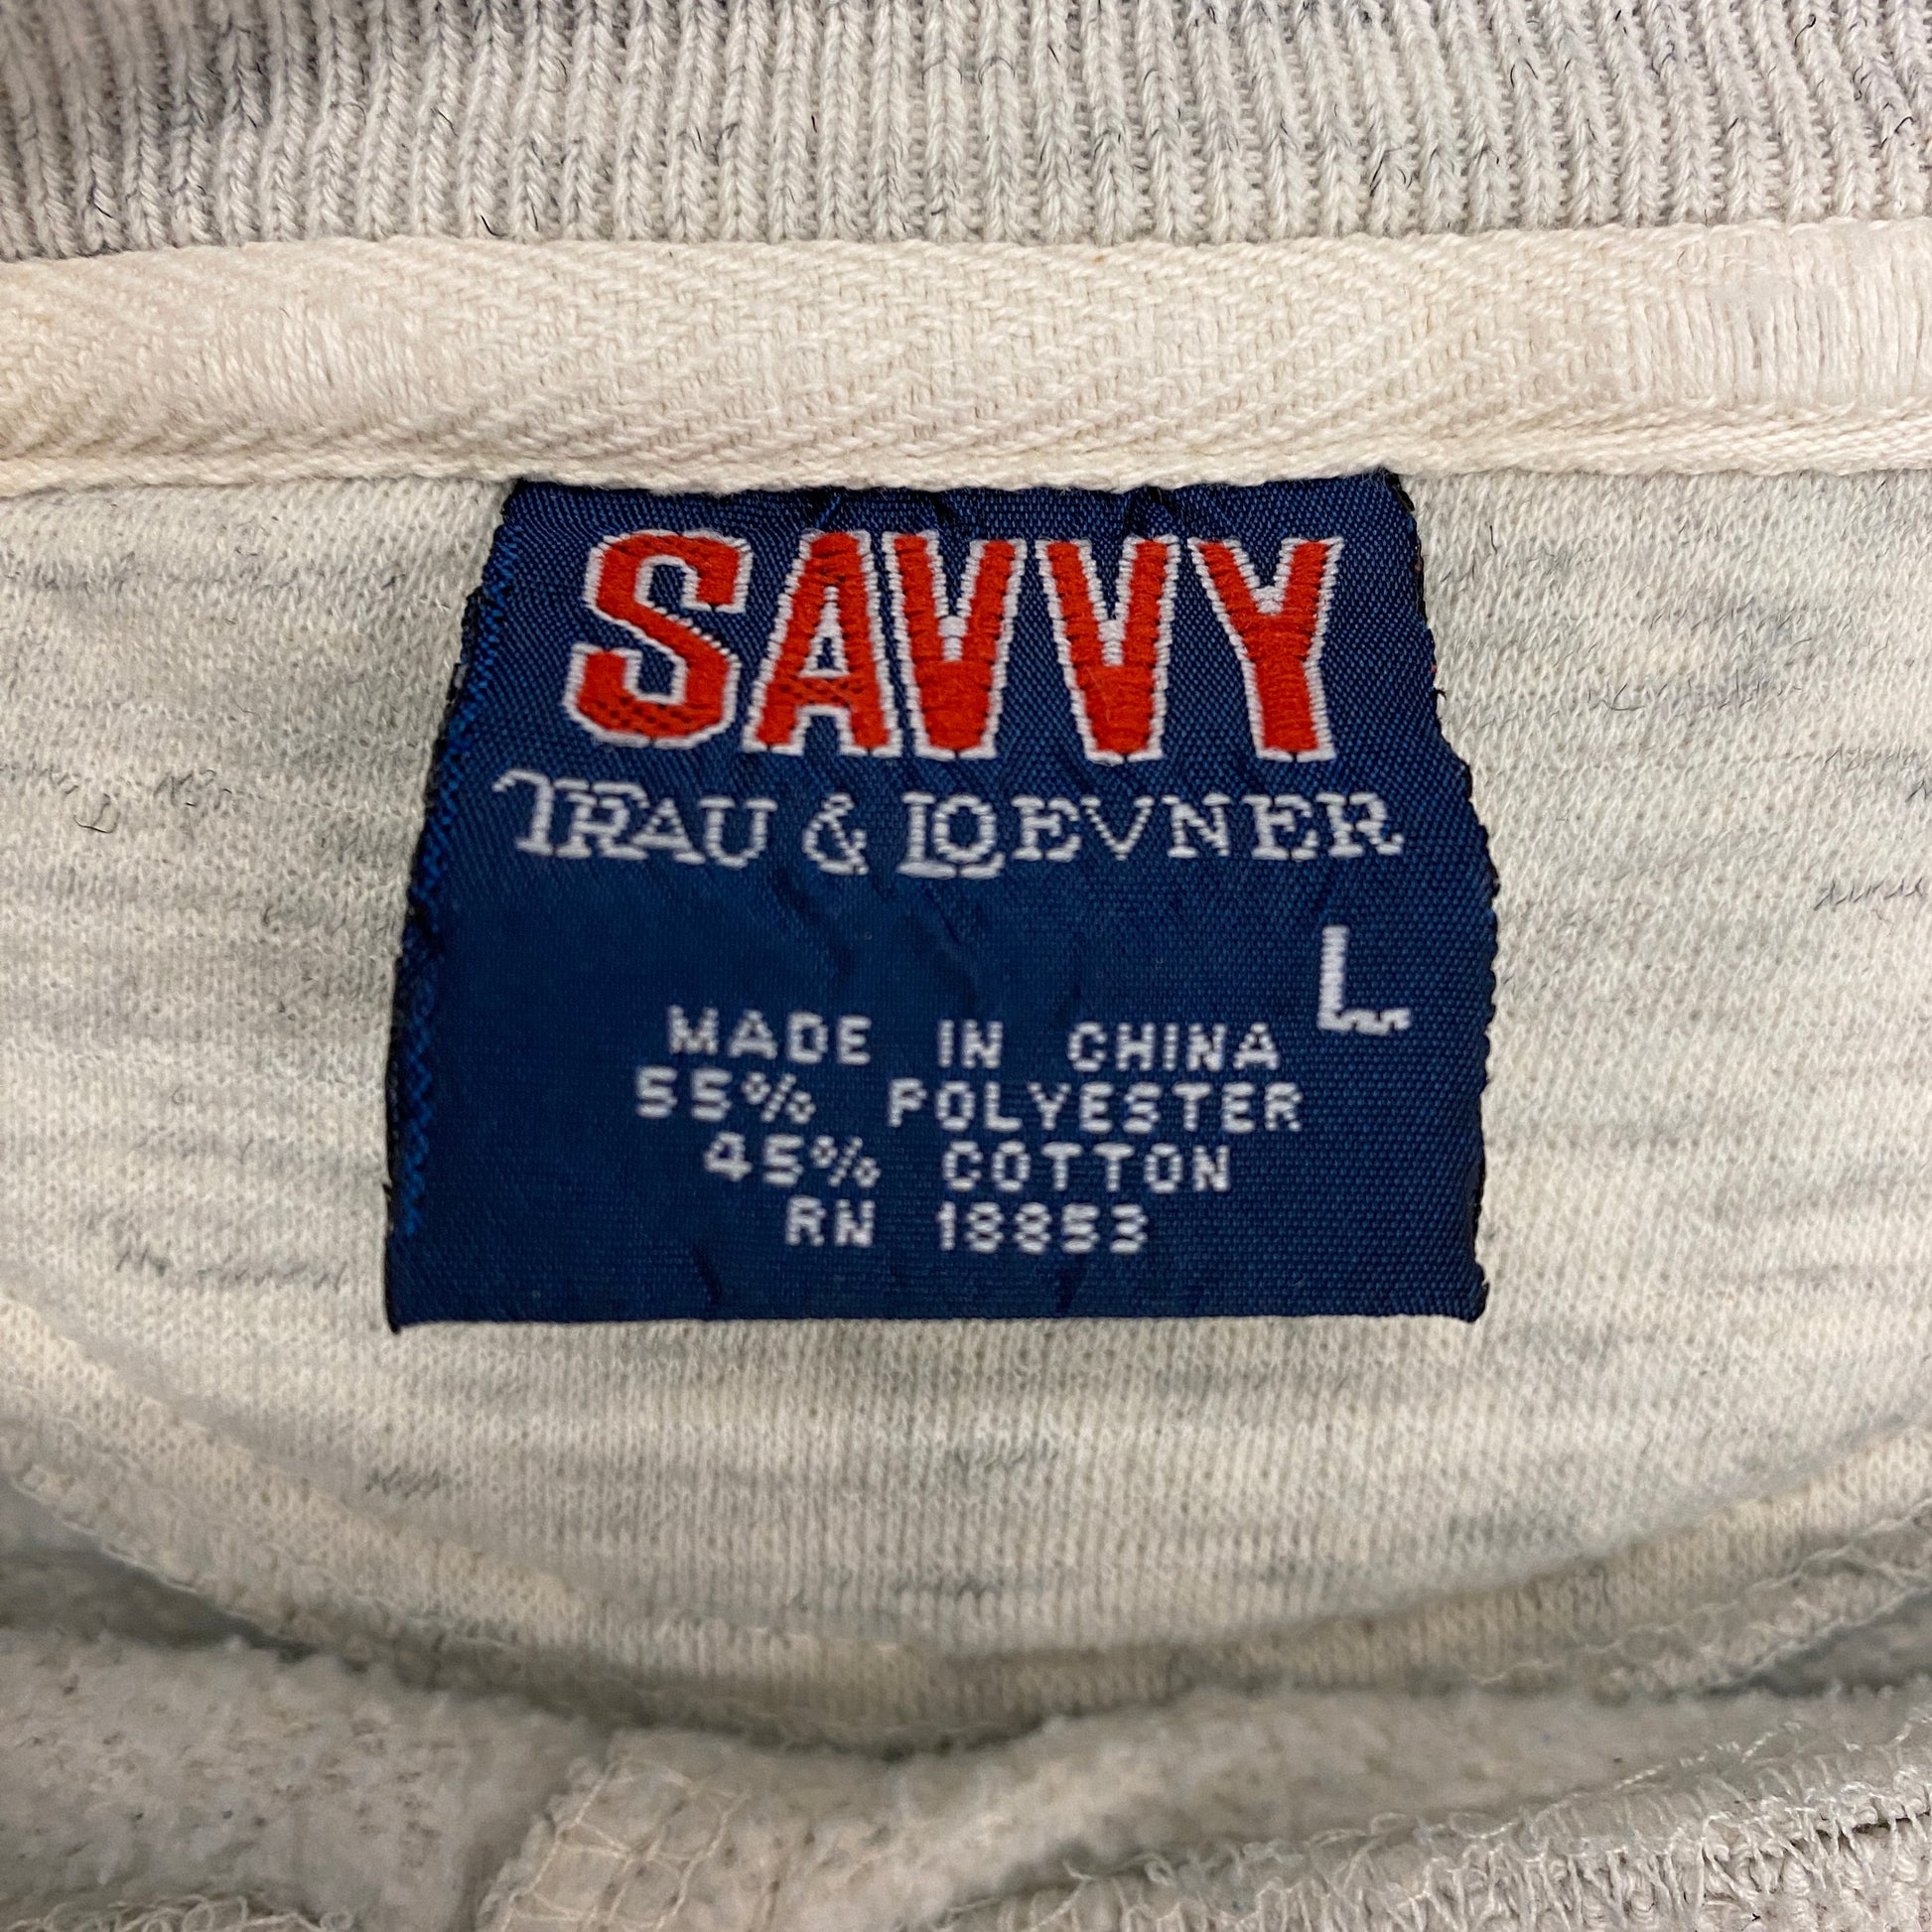 SAVVY
TRAU & LOEVNER
L
MADE IN CHINA
55% POLYESTER
45% COTTON
RN 18853